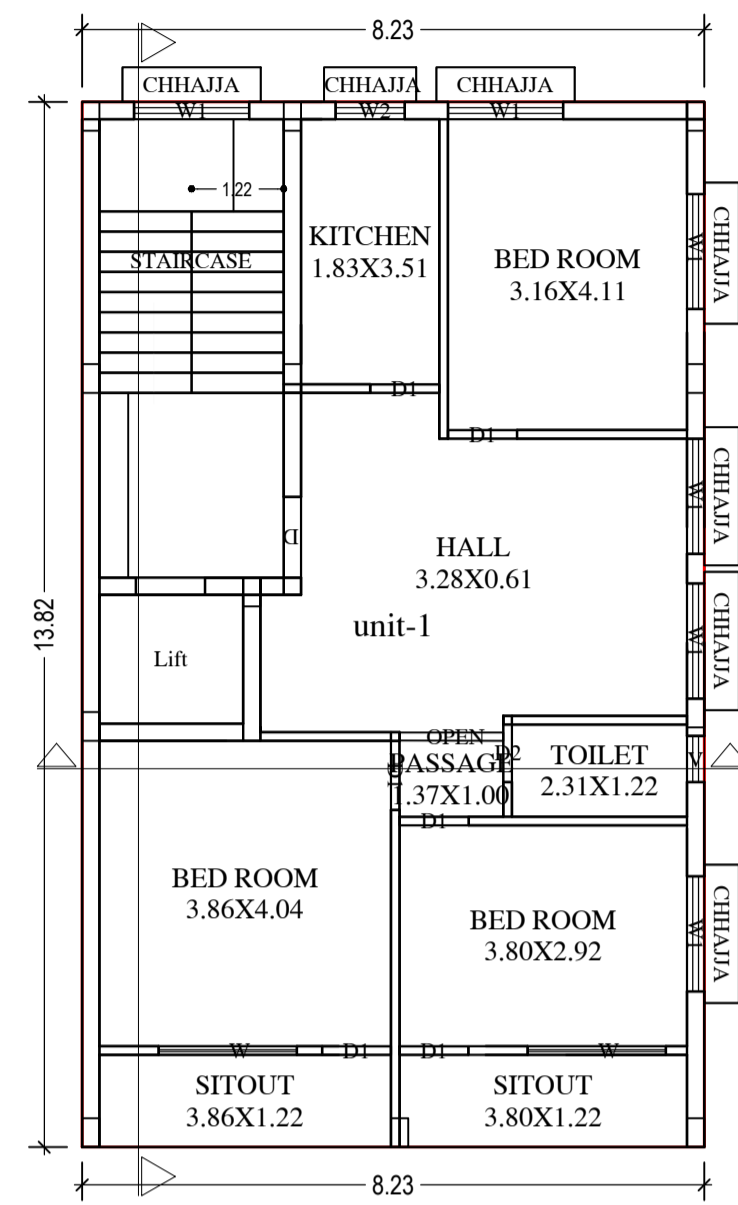 8.23
CHHAJJA
CHHAJJA
CHHAJJA
W1
W2
W1
1.22
STAIRCASE
KITCHEN
1.83X3.51
BED ROOM
3.16X4.11
W1
CHHAJJA
D1
D1
W1
CHHAJJA
D
HALL
3.28X0.61
unit-1
13.82
Lift
W1
CHHAJJA
OPEN
PASSAGE
1.37X1.00
D1
D2
TOILET
2.31X1.22
V
D1
BED ROOM
3.86X4.04
BED ROOM
3.80X2.92
W1
CHHAJJA
W
D1
D1
W
SITOUT
3.86X1.22
SITOUT
3.80X1.22
8.23